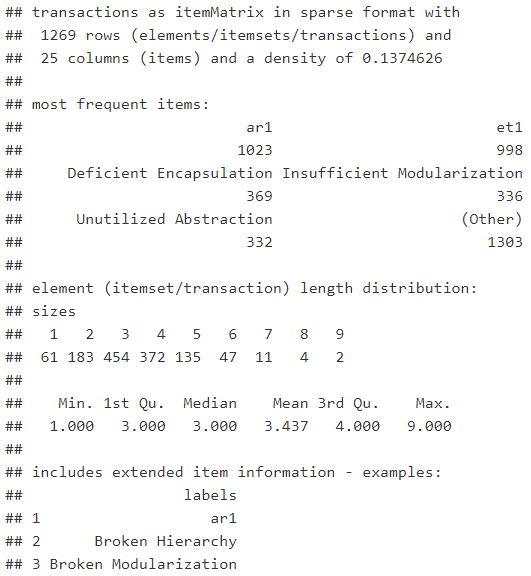 ## transactions as itemMatrix in sparse format with
##  1269 rows (elements/itemsets/transactions) and
##  25 columns (items) and a density of 0.1374626
##
## most frequent items:
##                        ar1                        et1
##                       1023                        998
##    Deficient Encapsulation Insufficient Modularization
##                        369                        336
##     Unutilized Abstraction                    (Other)
##                        332                       1303
##
## element (itemset/transaction) length distribution:
## sizes
##   1   2   3   4   5   6   7   8   9
##  61 183 454 372 135  47  11   4   2
##
##    Min. 1st Qu.  Median    Mean 3rd Qu.    Max.
##   1.000   3.000   3.000   3.437   4.000   9.000
##
## includes extended item information - examples:
##                 labels
## 1                  ar1
## 2     Broken Hierarchy
## 3 Broken Modularization